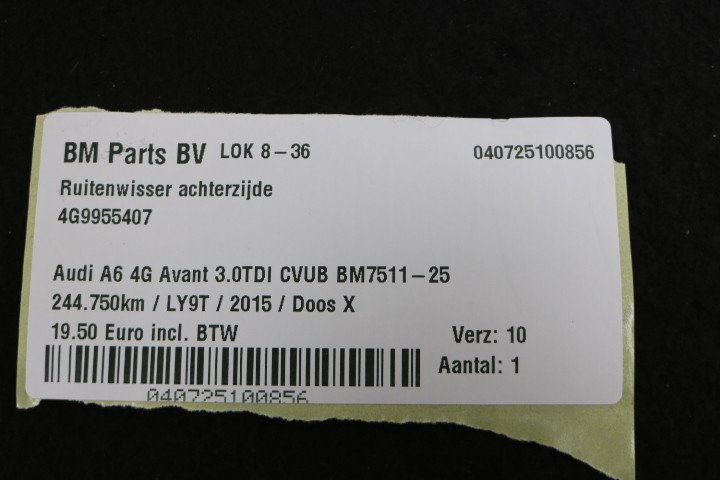 BM Parts BV LOK 8-36 040725100856
Ruitenwisser achterzijde
4G9955407
Audi A6 4G Avant 3.0TDI CVUB BM7511-25
244.750km / LY9T / 2015 / Doos X
19.50 Euro incl. BTW Verz: 10
Aantal: 1
040725100856